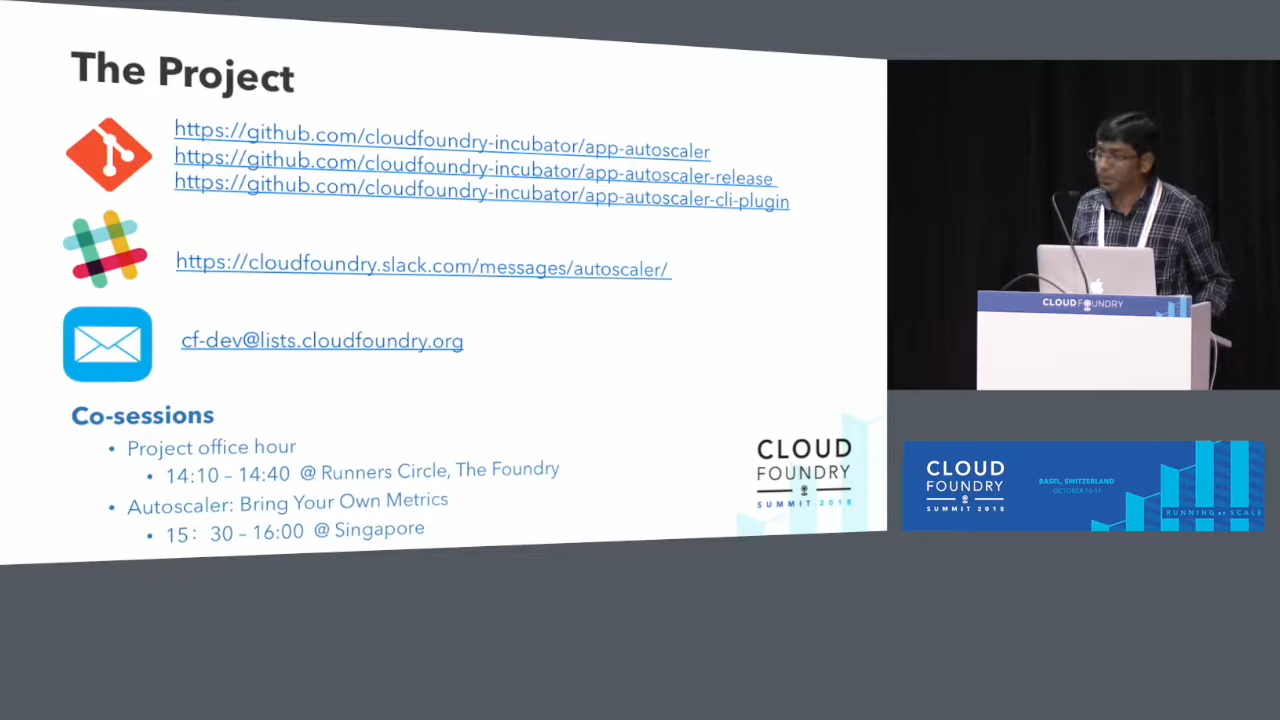 The Project
https://github.com/cloudfoundry-incubator/app-autoscaler
https://github.com/cloudfoundry-incubator/app-autoscaler-release
https://github.com/cloudfoundry-incubator/app-autoscaler-cli-plugin
https://cloudfoundry.slack.com/messages/autoscaler/
cf-dev@lists.cloudfoundry.org
Co-sessions
• Project office hour
• 14:10 – 14:40 @ Runners Circle, The Foundry
• Autoscaler: Bring Your Own Metrics
• 15: 30 – 16:00 @ Singapore
CLOUD
FOUNDRY
SUMMIT 2018
CLOUD FOUNDRY
CLOUD
FOUNDRY
SUMMIT 2018
BASEL, SWITZERLAND
OCTOBER 10-11
RUNNING at SCALE